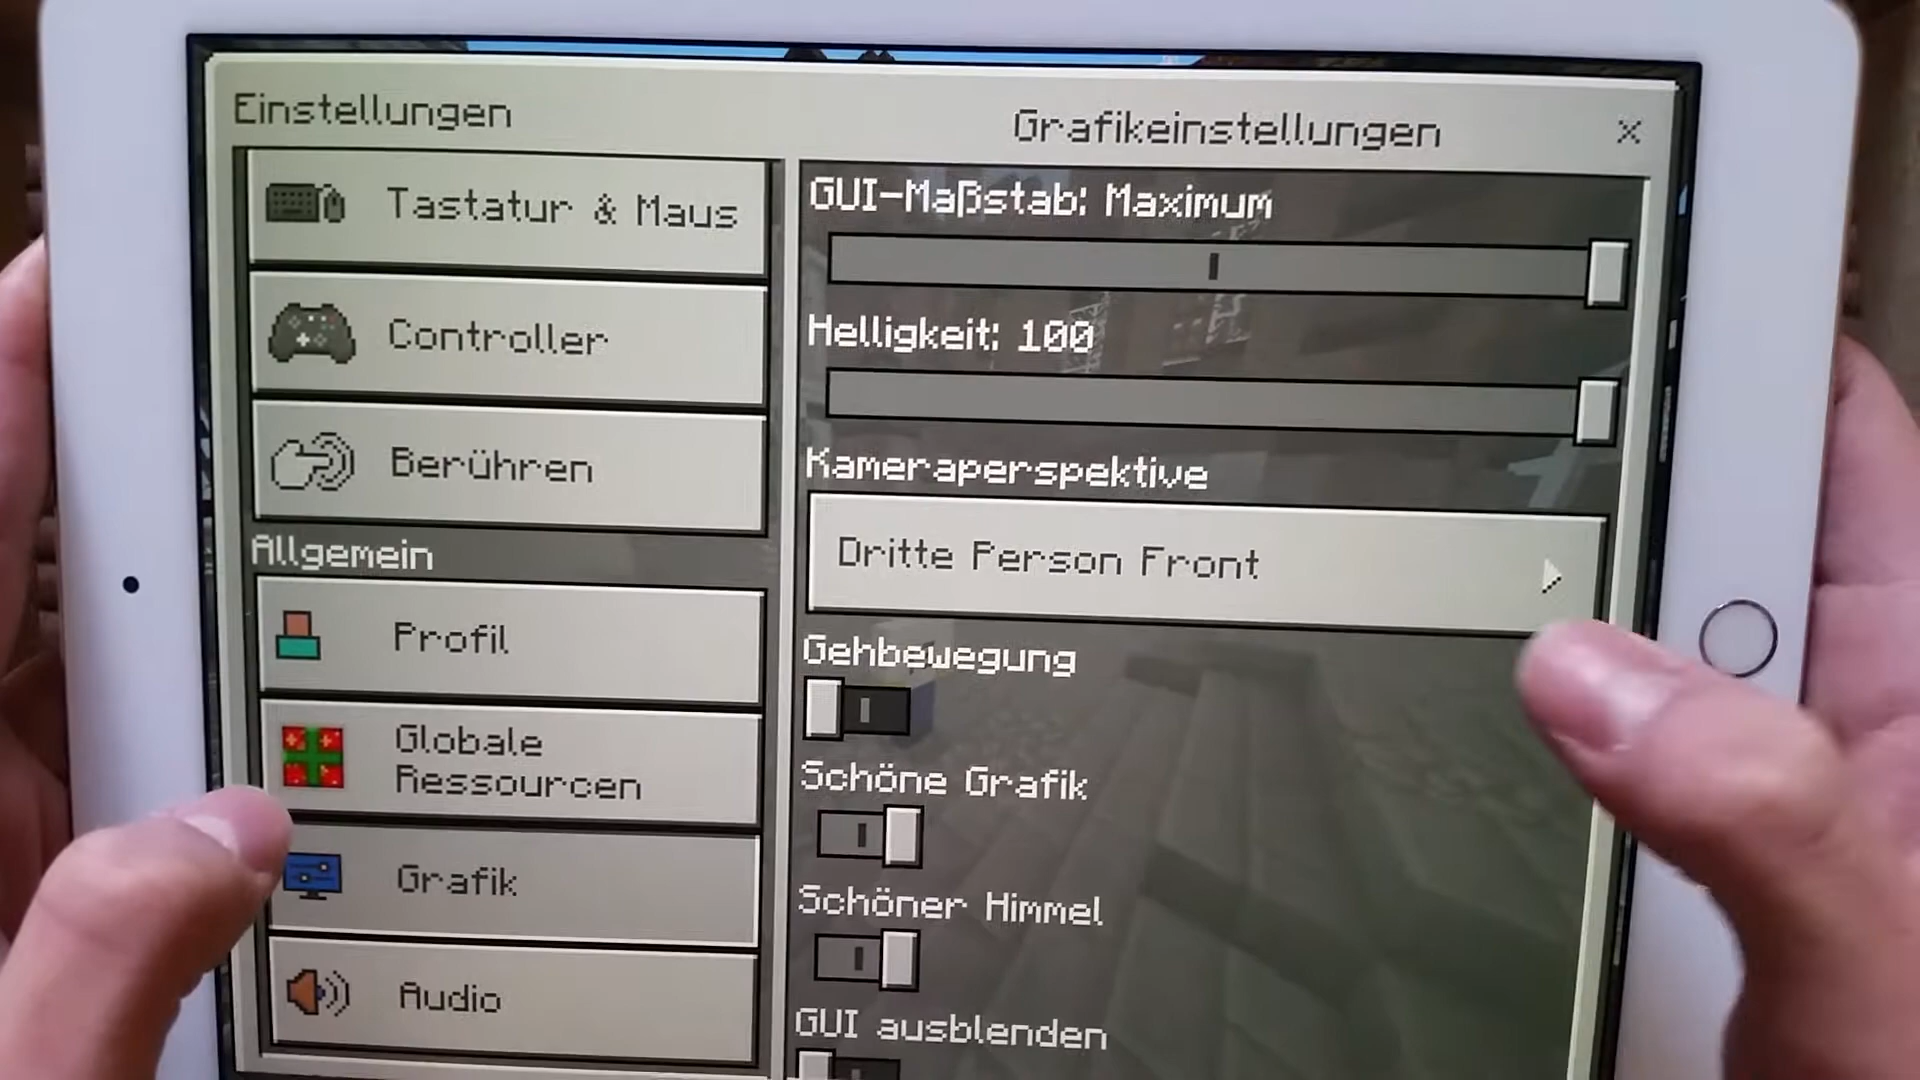 Einstellungen
Grafikeinstellungen
Tastatur & Maus
Controller
Berühren
Allgemein
Profil
Globale
Ressourcen
Grafik
Audio
GUI-Maßstab: Maximum
Helligkeit: 100
Kameraperspektive
Dritte Person Front
Gehbewegung
Schöne Grafik
Schöner Himmel
GUI ausblenden